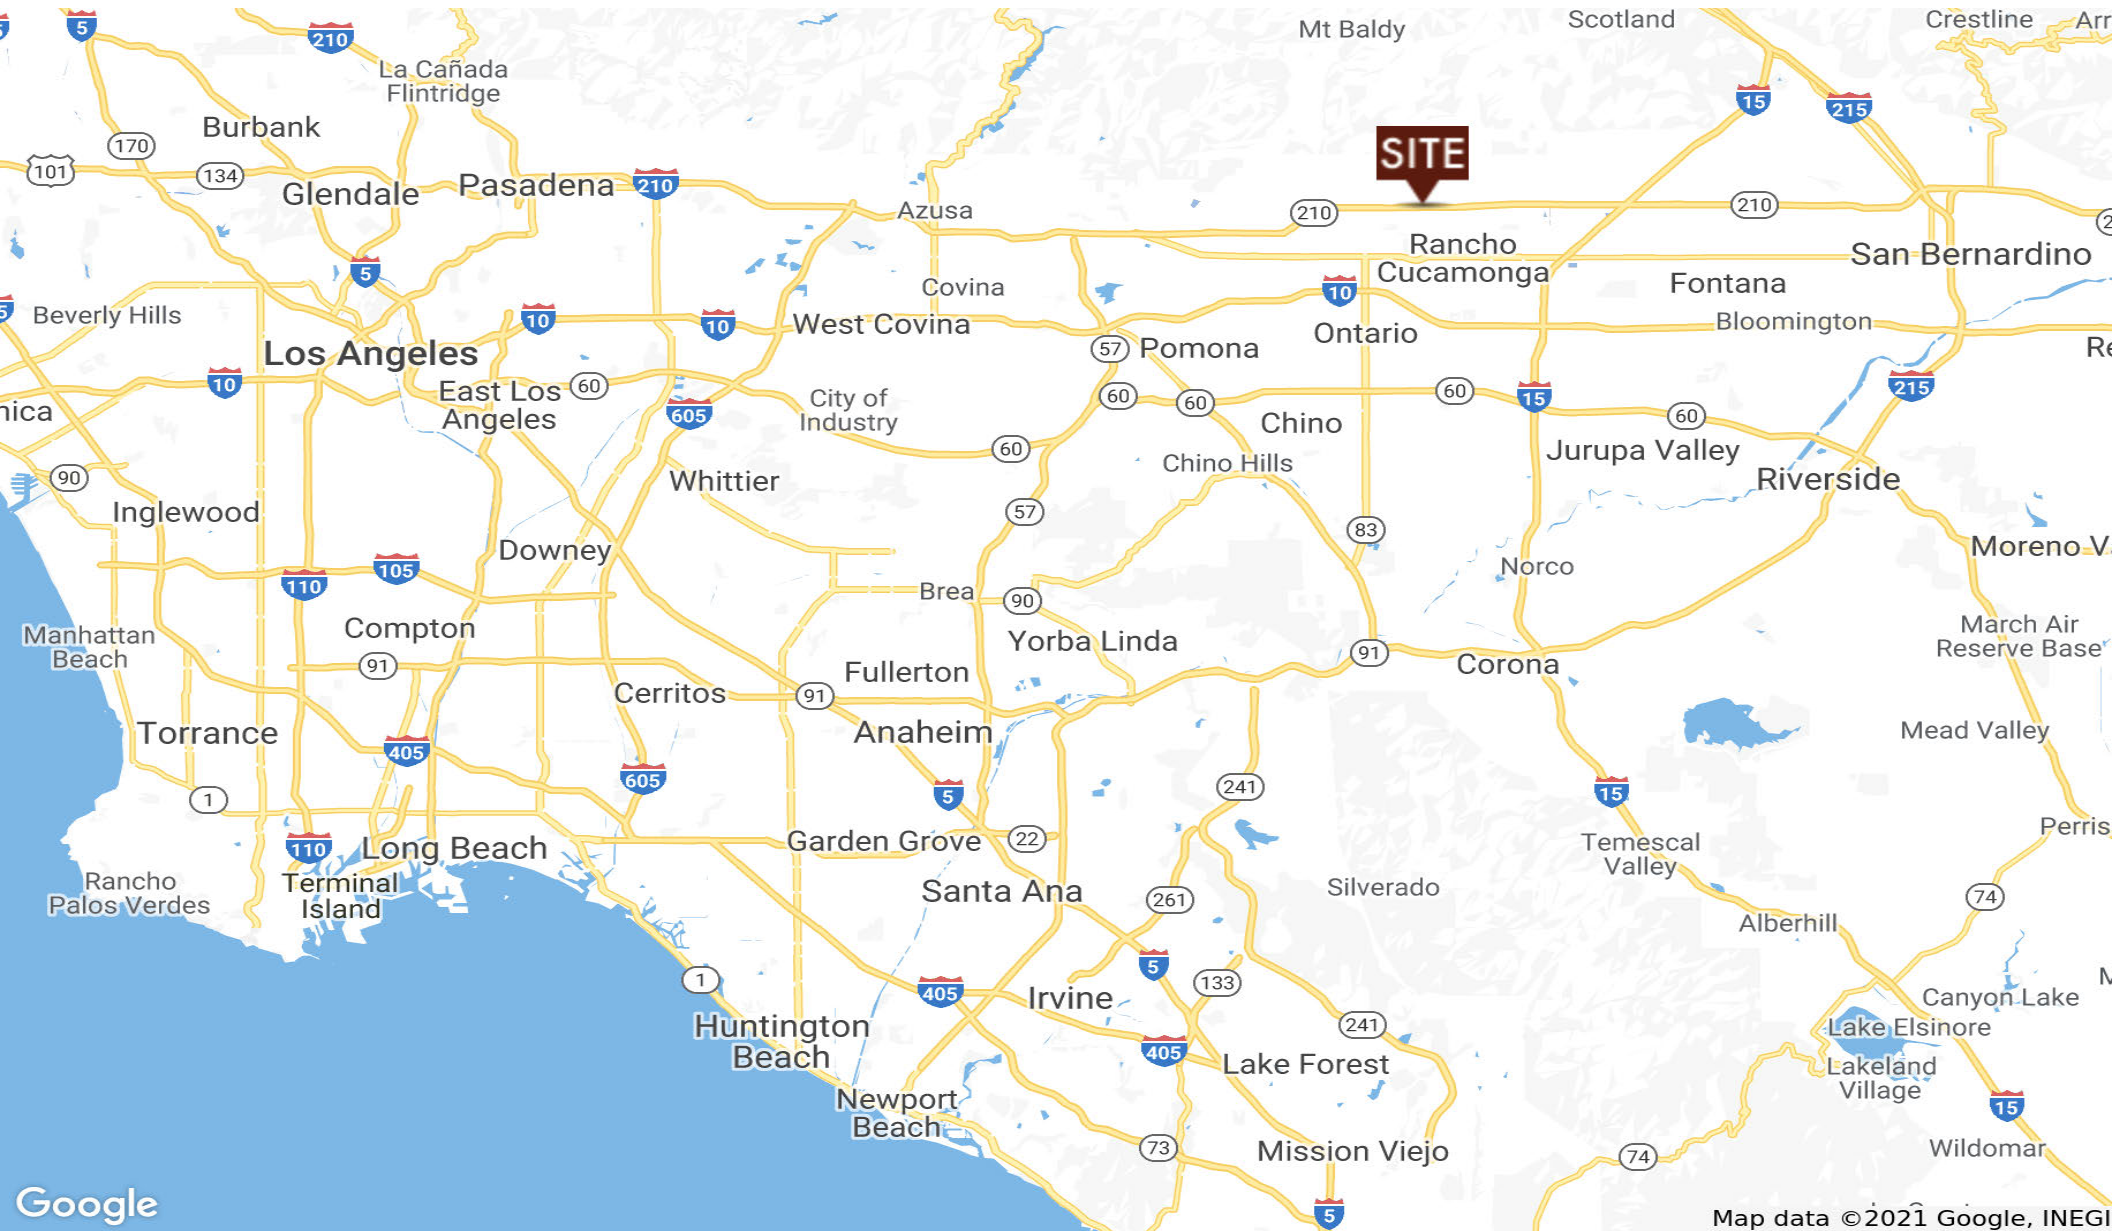 5
210
Mt Baldy
Scotland
Crestline
La Cañada
Flintridge
15
215
Burbank
170
SITE
101
134
Glendale
Pasadena
210
Azusa
210
210
Rancho
Cucamonga
San Bernardino
5
Covina
10
Fontana
Beverly Hills
10
10
West Covina
Ontario
Bloomington
Los Angeles
57
Pomona
10
East Los
Angeles
60
605
City of
Industry
60
60
60
15
60
215
Chino
60
Jurupa Valley
90
Whittier
Chino Hills
Riverside
Inglewood
57
83
Downey
Moreno V
110
105
Norco
Brea
90
Manhattan
Beach
Compton
91
Yorba Linda
91
Corona
March Air
Reserve Base
Fullerton
Cerritos
91
Torrance
Anaheim
Mead Valley
405
605
5
241
15
1
110
Long Beach
Garden Grove
22
Temescal
Valley
Perris
Rancho
Palos Verdes
Terminal
Island
Santa Ana
261
Silverado
74
Alberhill
1
405
5
133
Irvine
Canyon Lake
Huntington
Beach
241
Lake Elsinore
405
Lake Forest
Lakeland
Village
Newport
Beach
15
73
Mission Viejo
74
Wildomar
Google
5
Map data ©2021 Google, INEGI